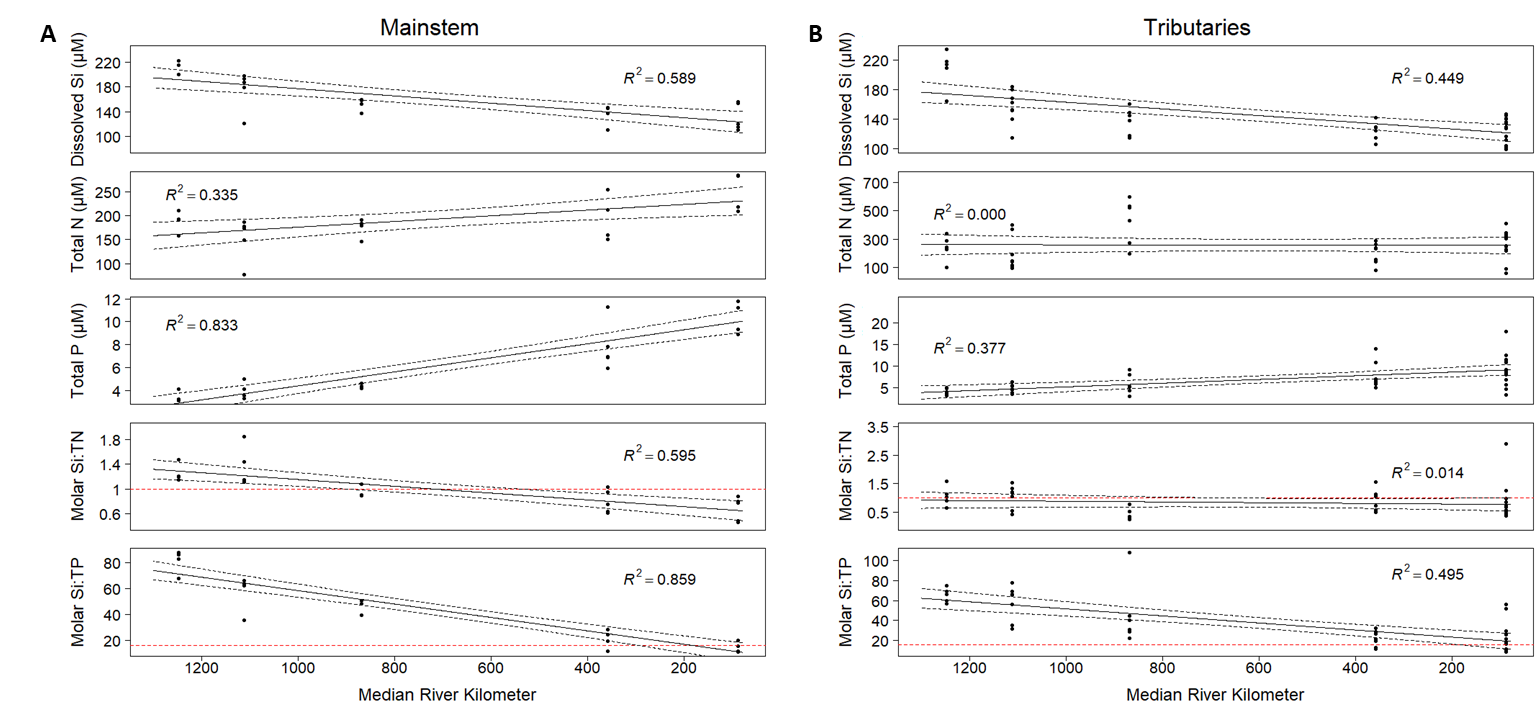 A
Mainstem
Dissolved Si (µM)
220
180
140
100
R² = 0.589
Total N (µM)
250
200
150
100
R² = 0.335
Total P (µM)
12
10
8
6
4
R² = 0.833
Molar Si:TN
1.8
1.4
1
0.6
R² = 0.595
Molar Si:TP
80
60
40
20
R² = 0.859
1200 1000 800 600 400 200
Median River Kilometer
B
Tributaries
Dissolved Si (µM)
220
180
140
100
R² = 0.449
Total N (µM)
700
500
300
100
R² = 0.000
Total P (µM)
20
15
10
5
R² = 0.377
Molar Si:TN
3.5
2.5
1.5
0.5
R² = 0.014
Molar Si:TP
100
80
60
40
20
R² = 0.495
1200 1000 800 600 400 200
Median River Kilometer